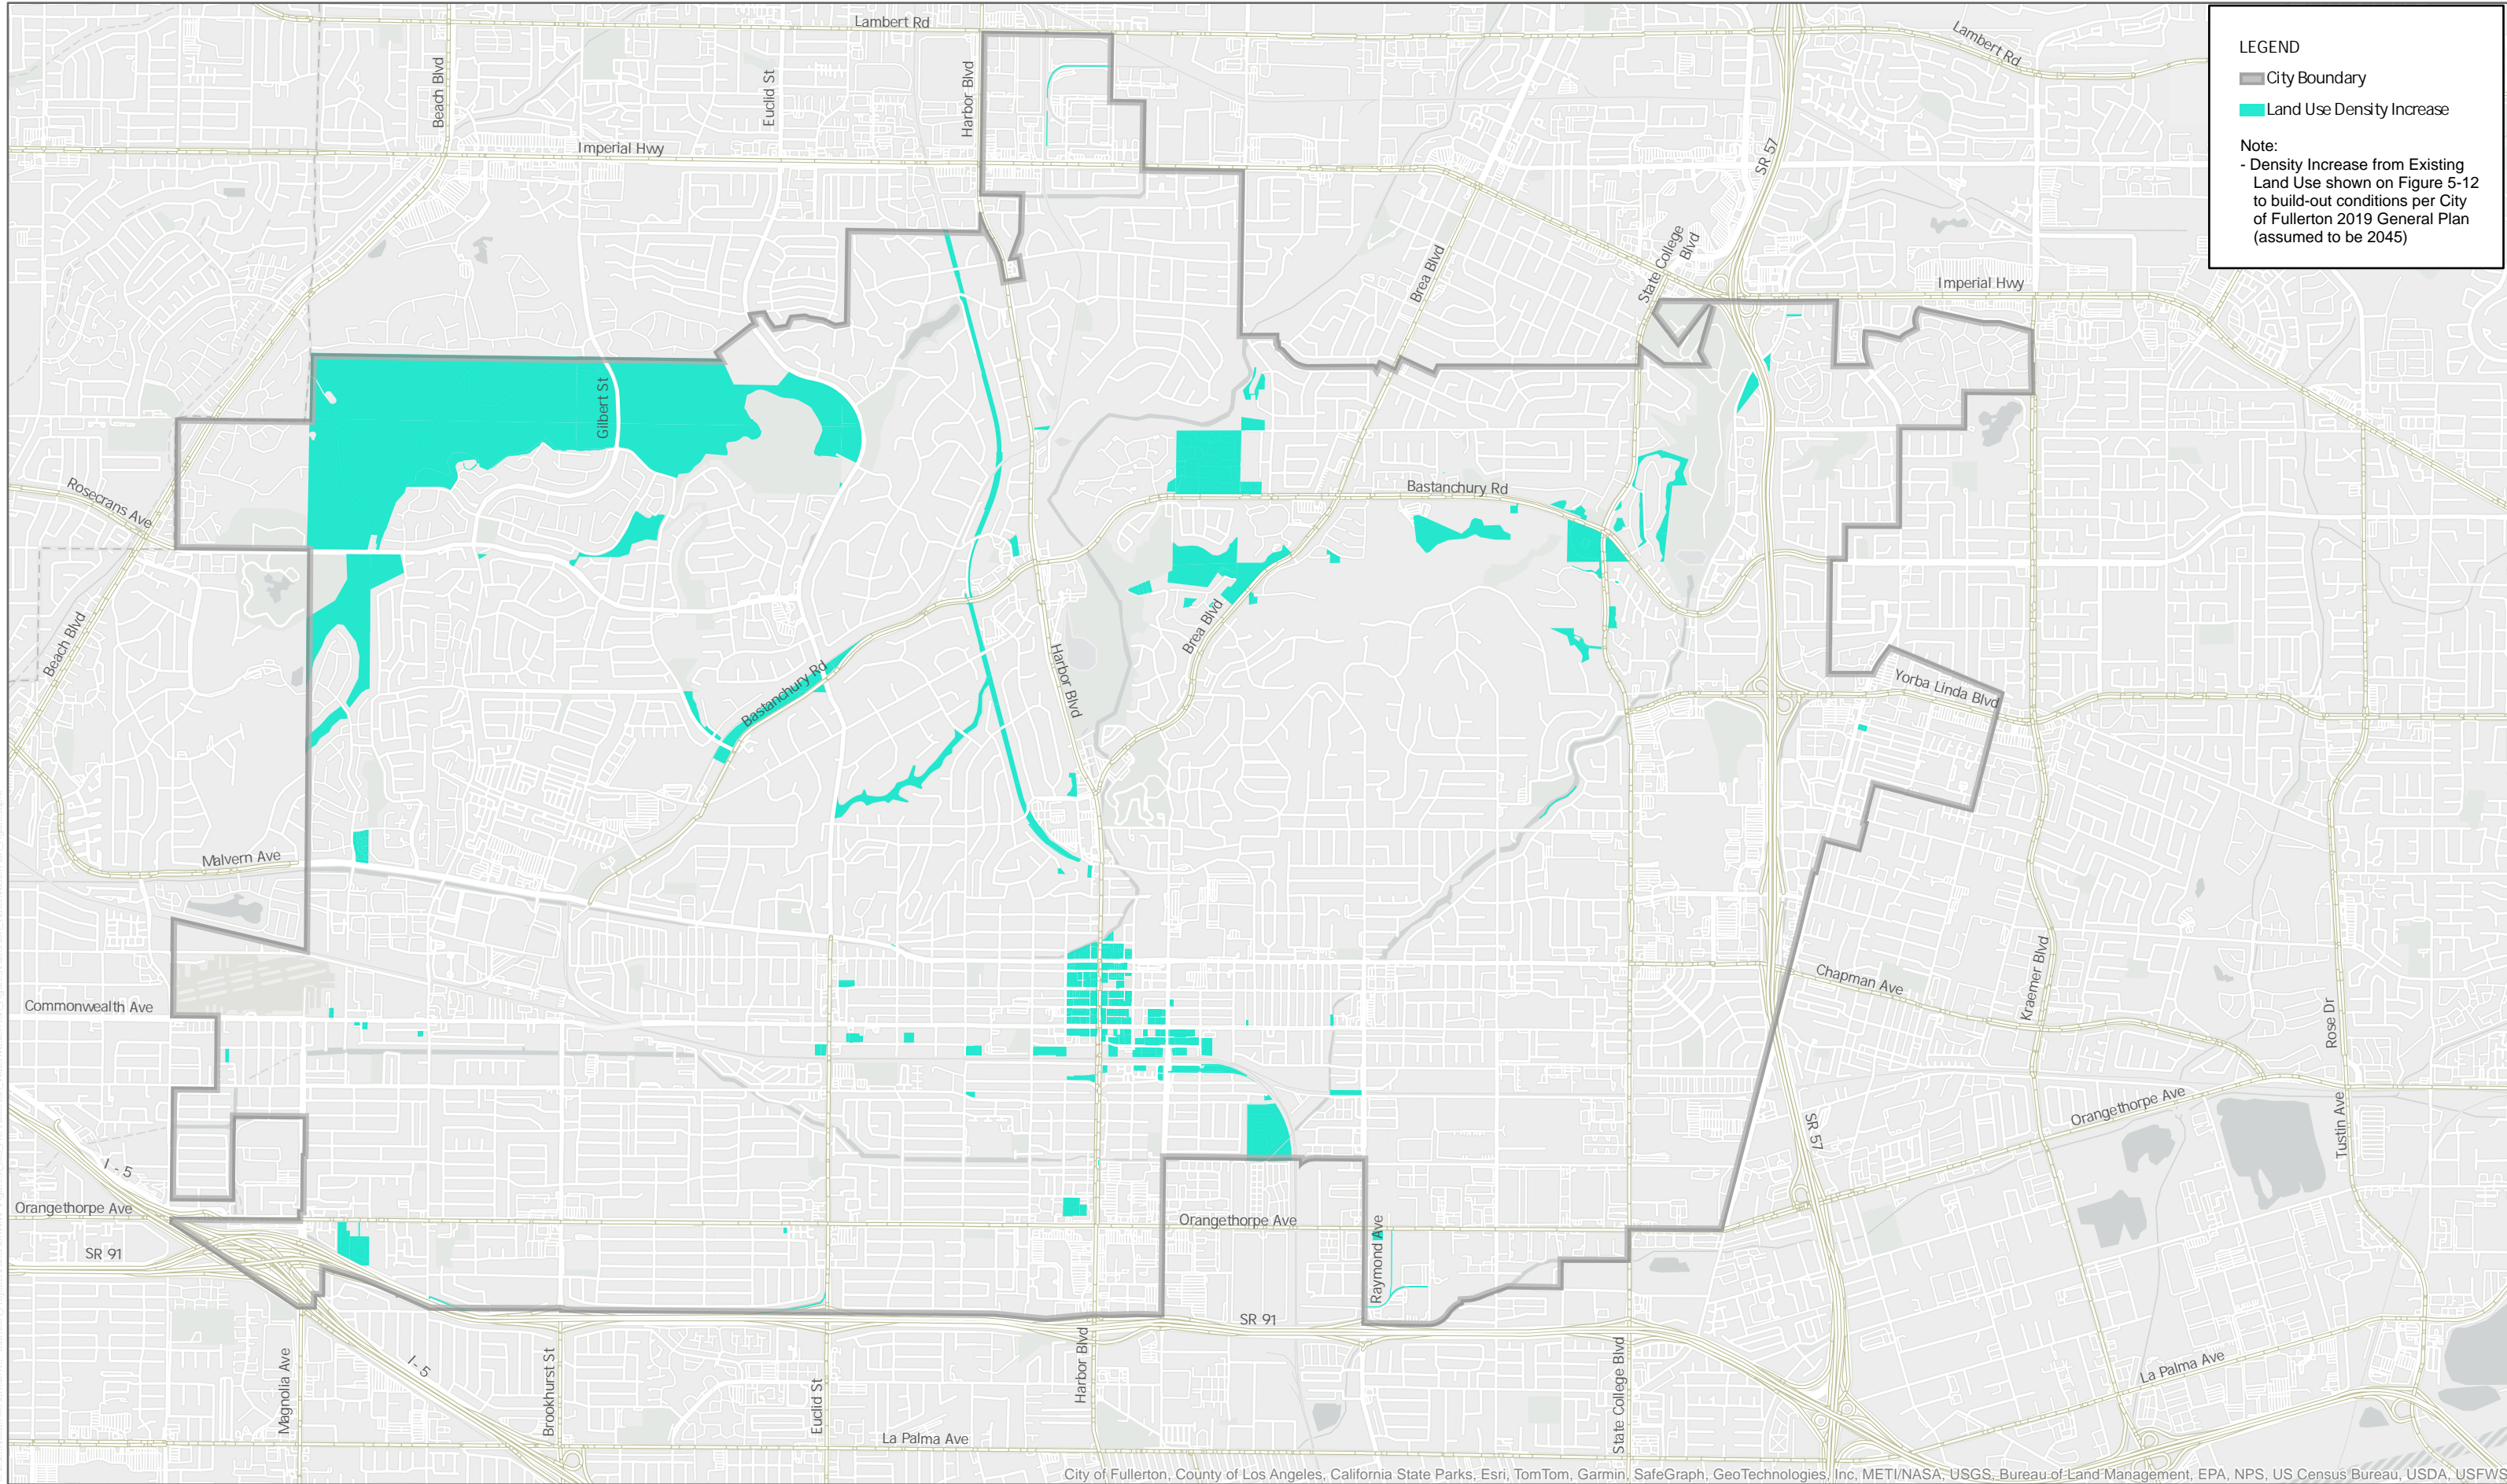 Lambert Rd
Lambert Rd
LEGEND
City Boundary
Land Use Density Increase
Note:
- Density Increase from Existing
Land Use shown on Figure 5-12
to build-out conditions per City
of Fullerton 2019 General Plan
(assumed to be 2045)
Beach Blvd
Euclid St
Harbor Blvd
Imperial Hwy
SR 57
State College
Blvd
Brea Blvd
Imperial Hwy
Gilbert St
Rosecrans Ave
Bastanchury Rd
Beach Blvd
Brea Blvd
Harbor Blvd
Bastanchury Rd
Yorba Linda Blvd
Malvern Ave
Commonwealth Ave
Chapman Ave
Kraemer Blvd
Rose Dr
Orangethorpe Ave
Tustin Ave
SR 57
I - 5
Orangethorpe Ave
Orangethorpe Ave
SR 91
Raymond Ave
SR 91
Magnolia Ave
I - 5
Brookhurst St
Euclid St
Harbor Blvd
State College Blvd
La Palma Ave
La Palma Ave
City of Fullerton, County of Los Angeles, California State Parks, Esri, TomTom, Garmin, SafeGraph, GeoTechnologies, Inc, METI/NASA, USGS, Bureau of Land Management, EPA, NPS, US Census Bureau, USDA, USFWS